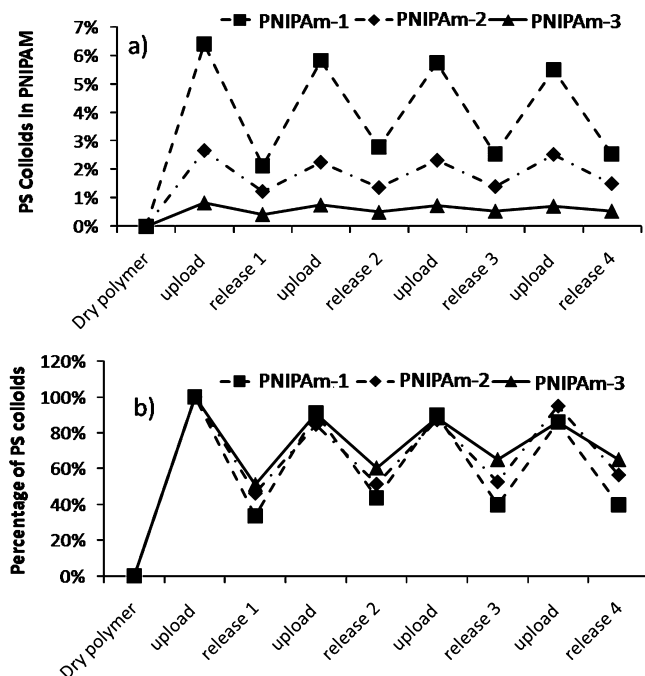 PNIPAm-1 PNIPAm-2 PNIPAm-3
a)
PS Colloids in PNIPAM
7%
6%
5%
4%
3%
2%
1%
0%
Dry polymer
upload
release 1
upload
release 2
upload
release 3
upload
release 4
PNIPAm-1 PNIPAm-2 PNIPAm-3
b)
Percentage of PS colloids
120%
100%
80%
60%
40%
20%
0%
Dry polymer
upload
release 1
upload
release 2
upload
release 3
upload
release 4